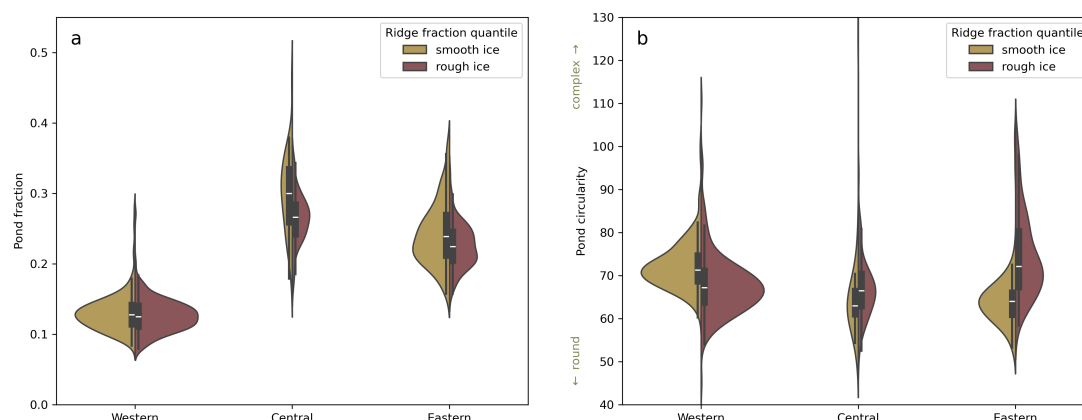 a
Ridge fraction quantile
smooth ice
rough ice
Pond fraction
0.5
0.4
0.3
0.2
0.1
0.0
Western
Central
Eastern
b
Ridge fraction quantile
smooth ice
rough ice
complex →
← round
Pond circularity
130
120
110
100
90
80
70
60
50
40
Western
Central
Eastern